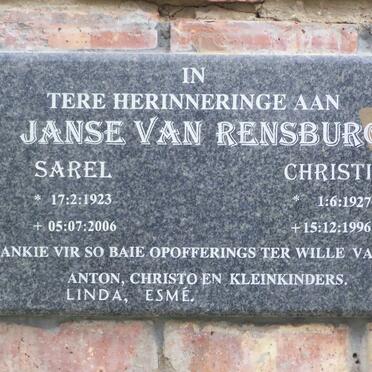 IN
TERE HERINNERINGE AAN
JANSE VAN RENSBURG
SAREL CHRISTI
* 17:2:1923 * 1:6:1927
+ 05:07:2006 +15:12:1996
ANKIE VIR SO BAIE OPOFFERINGS TER WILLE VA
ANTON, CHRISTO EN KLEINKINDERS.
LINDA, ESMÉ.